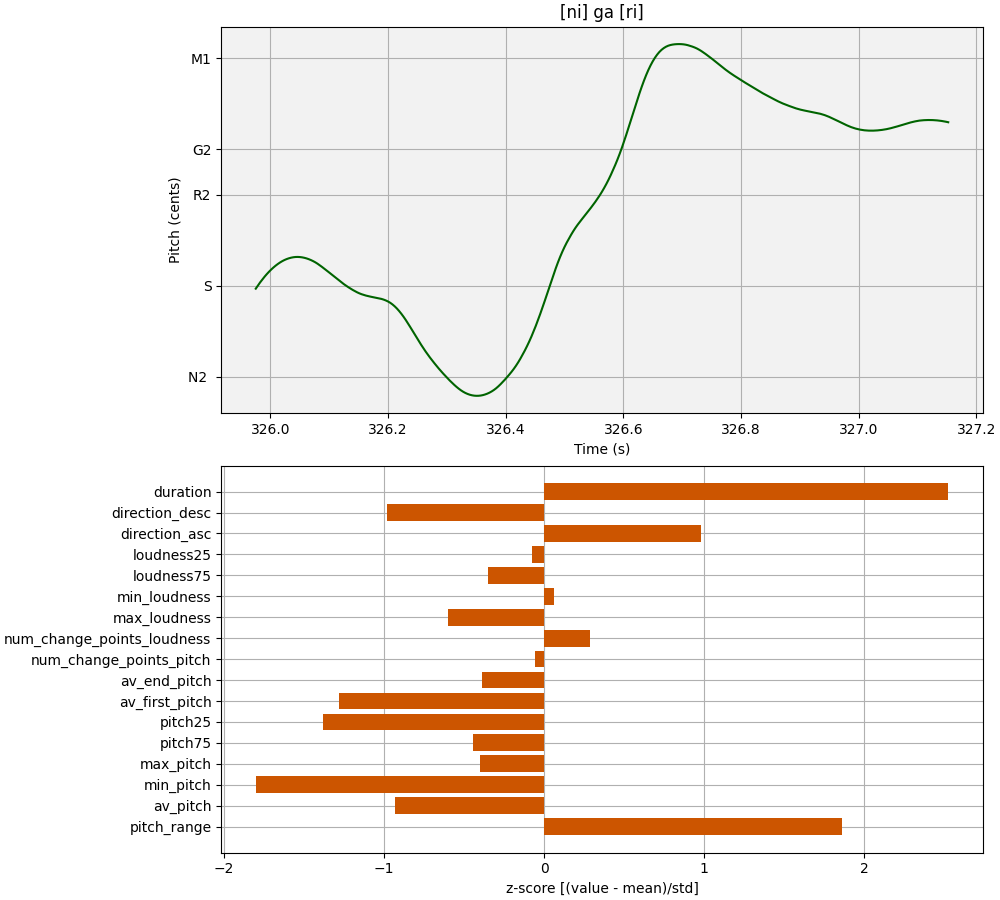 [ni] ga [ri]
M1
G2
R2
S
N2
Pitch (cents)
326.0 326.2 326.4 326.6 326.8 327.0 327.2
Time (s)
duration
direction_desc
direction_asc
loudness25
loudness75
min_loudness
max_loudness
num_change_points_loudness
num_change_points_pitch
av_end_pitch
av_first_pitch
pitch25
pitch75
max_pitch
min_pitch
av_pitch
pitch_range
−2 −1 0 1 2
z-score [(value - mean)/std]